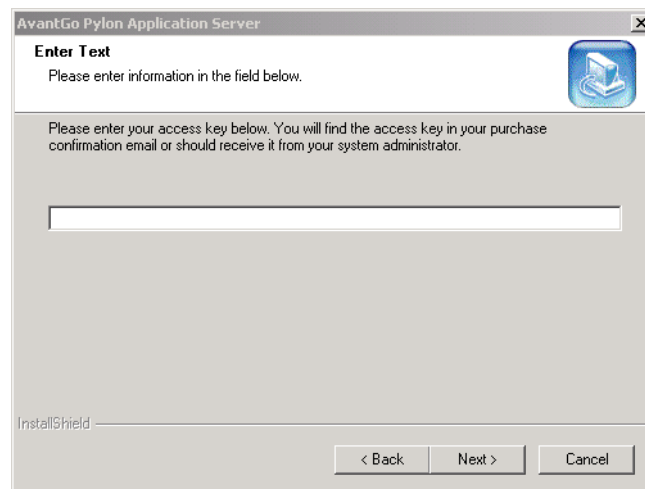 AvantGo Pylon Application Server
Enter Text
Please enter information in the field below.
Please enter your access key below. You will find the access key in your purchase
confirmation email or should receive it from your system administrator.
InstallShield
< Back
Next >
Cancel